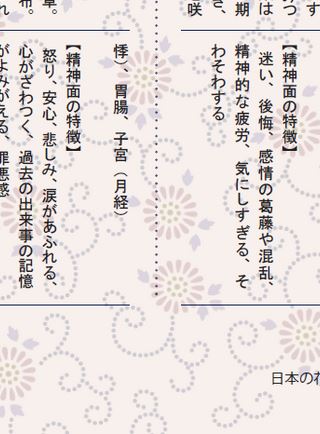 す
つ
は
期
咲
【精神面の特徴】
迷い、後悔、感情の葛藤や混乱、
精神的な疲労、気にしすぎる、そ
わそわする
布。
れ
悸）、胃腸、子宮（月経）
【精神面の特徴】
怒り、安心、悲しみ、涙があふれる、
心がざわつく、過去の出来事の記憶
がよみがえる、罪悪感
日本の花